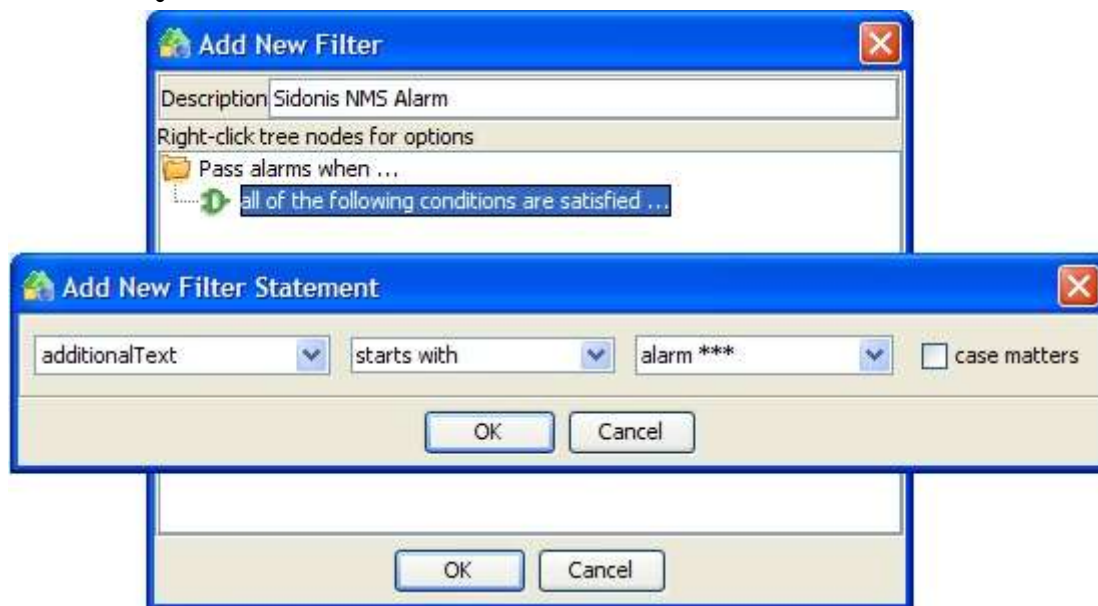 Add New Filter
Description Sidonis NMS Alarm
Right-click tree nodes for options
Pass alarms when ...
all of the following conditions are satisfied ...
Add New Filter Statement
additionalText starts with alarm *** case matters
OK Cancel
OK Cancel